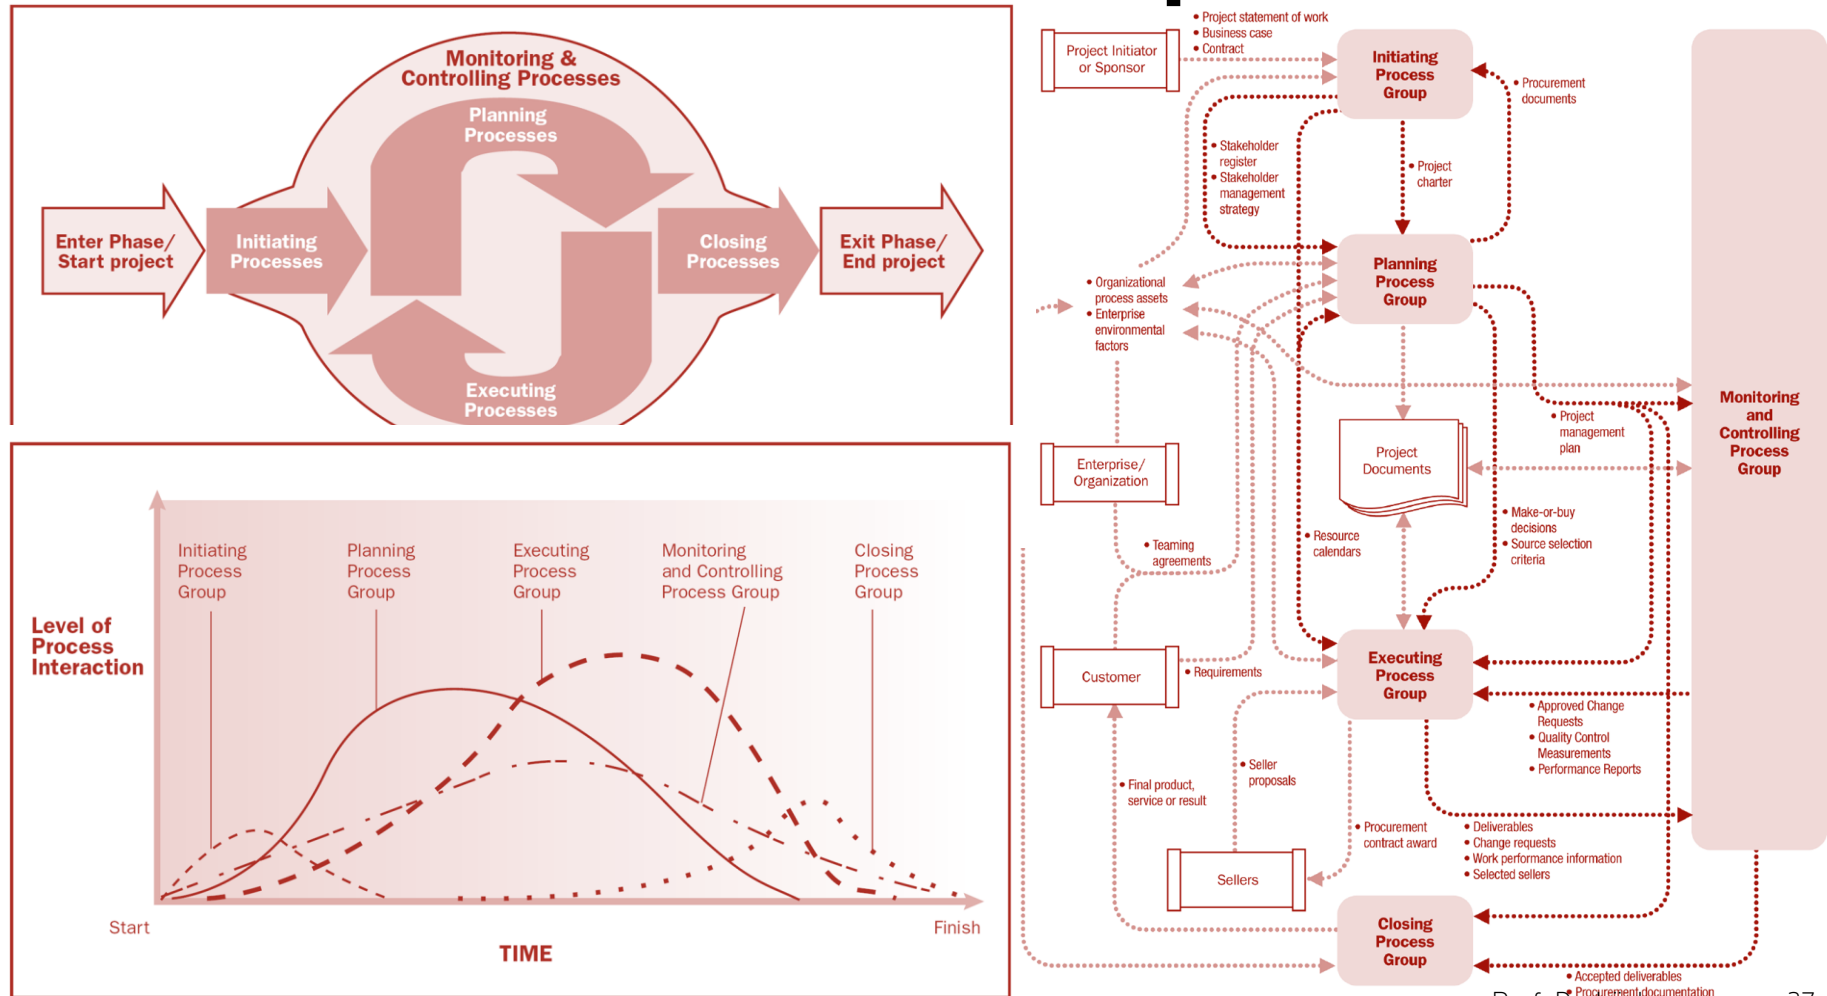 Monitoring &
Controlling Processes
Planning
Processes
Enter Phase/
Start project
Initiating
Processes
Closing
Processes
Exit Phase/
End project
Executing
Processes
Level of
Process
Interaction
Initiating
Process
Group
Planning
Process
Group
Executing
Process
Group
Monitoring
and Controlling
Process Group
Closing
Process
Group
Start
Finish
TIME
Project Initiator
or Sponsor
• Project statement of work
• Business case
• Contract
Initiating
Process
Group
• Procurement
documents
• Stakeholder
register
• Stakeholder
management
strategy
• Project
charter
Planning
Process
Group
• Organizational
process assets
• Enterprise
environmental
factors
Monitoring
and
Controlling
Process
Group
• Project
management
plan
Project
Documents
Enterprise/
Organization
• Teaming
agreements
• Resource
calendars
• Make-or-buy
decisions
• Source selection
criteria
Customer
• Requirements
Executing
Process
Group
• Approved Change
Requests
• Quality Control
Measurements
• Performance Reports
• Seller
proposals
• Final product,
service or result
• Procurement
contract award
• Deliverables
• Change requests
• Work performance information
• Selected sellers
Sellers
Closing
Process
Group
• Accepted deliverables
• Procurement documentation